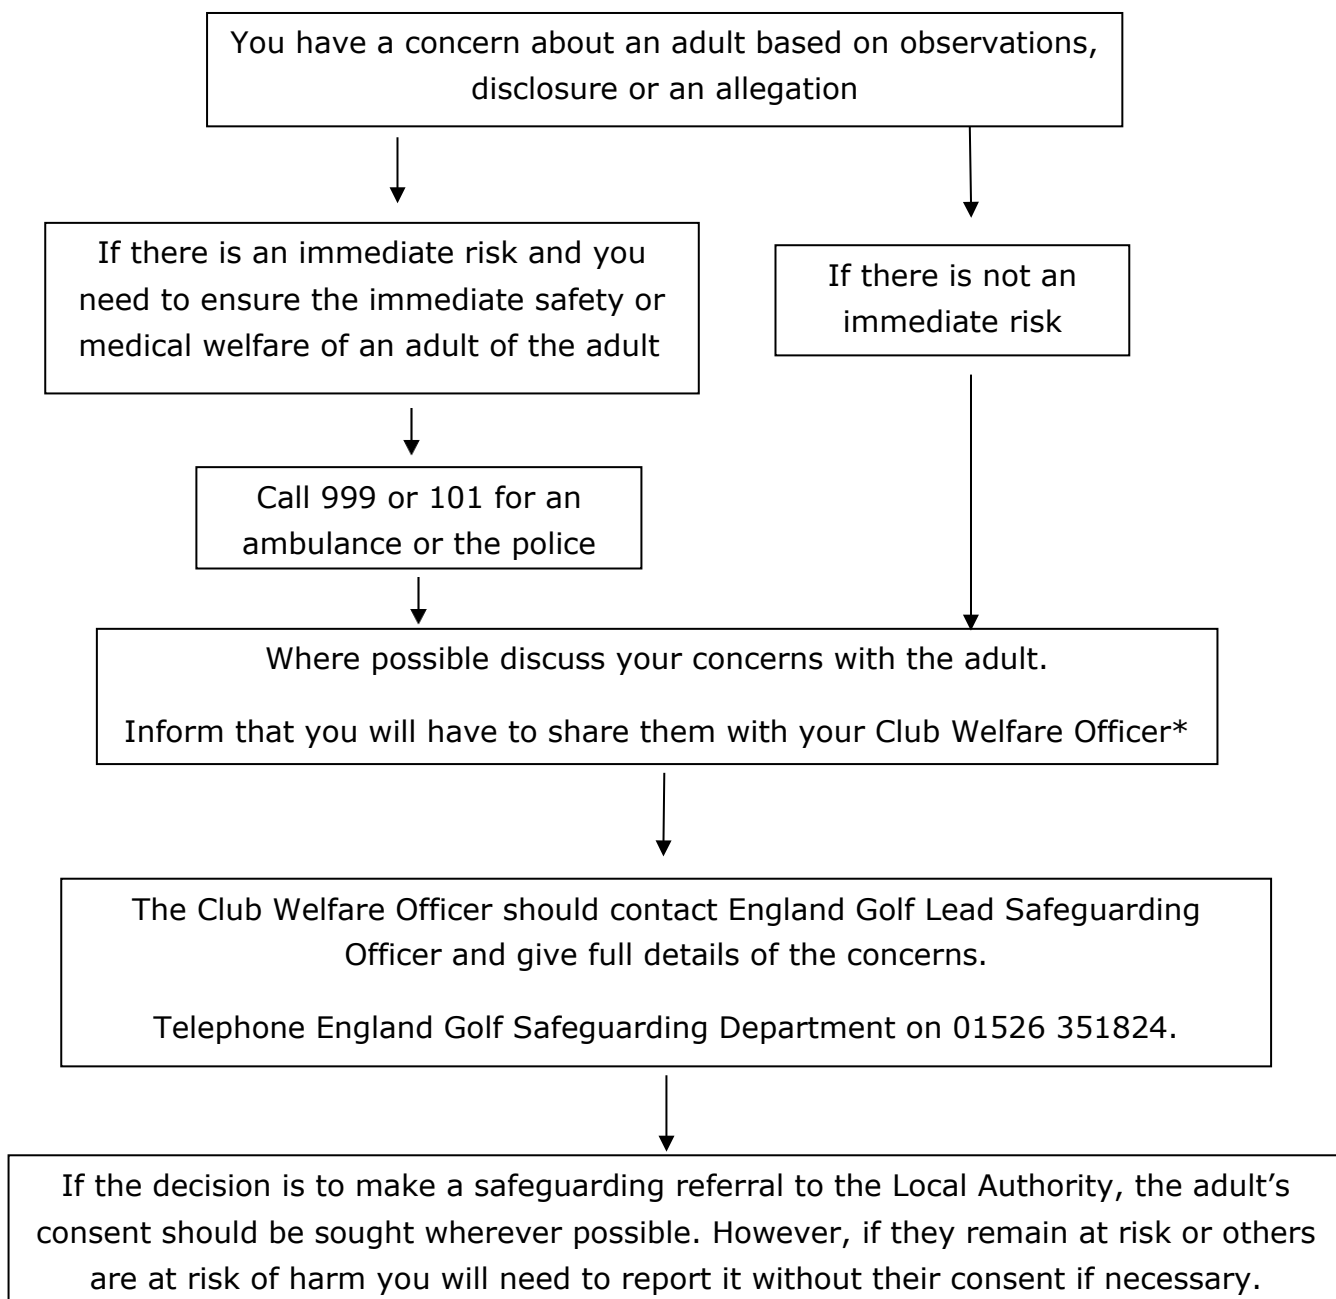 You have a concern about an adult based on observations,
disclosure or an allegation
If there is an immediate risk and you
need to ensure the immediate safety or
medical welfare of an adult of the adult
If there is not an
immediate risk
Call 999 or 101 for an
ambulance or the police
Where possible discuss your concerns with the adult.
Inform that you will have to share them with your Club Welfare Officer*
The Club Welfare Officer should contact England Golf Lead Safeguarding
Officer and give full details of the concerns.
Telephone England Golf Safeguarding Department on 01526 351824.
If the decision is to make a safeguarding referral to the Local Authority, the adult’s
consent should be sought wherever possible. However, if they remain at risk or others
are at risk of harm you will need to report it without their consent if necessary.